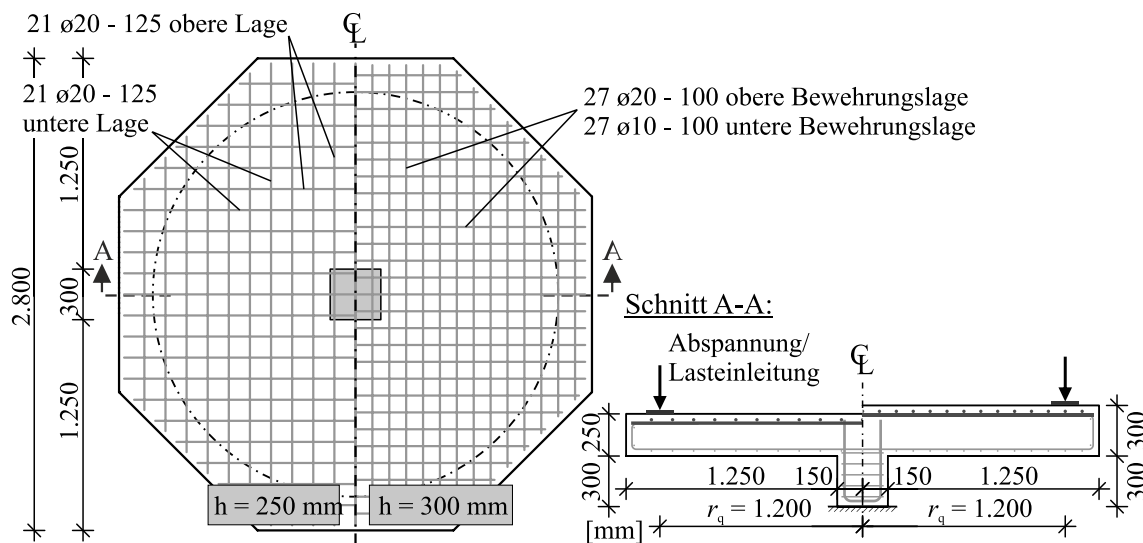 21 ø20 - 125 obere Lage
℄
21 ø20 - 125
untere Lage
27 ø20 - 100 obere Bewehrungslage
27 ø10 - 100 untere Bewehrungslage
1.250
A
A
2.800
300
1.250
h = 250 mm
h = 300 mm
Schnitt A-A:
Abspannung/
Lasteinleitung
℄
250
300
300
300
1.250
150
150
1.250
rq = 1.200
rq = 1.200
[mm]